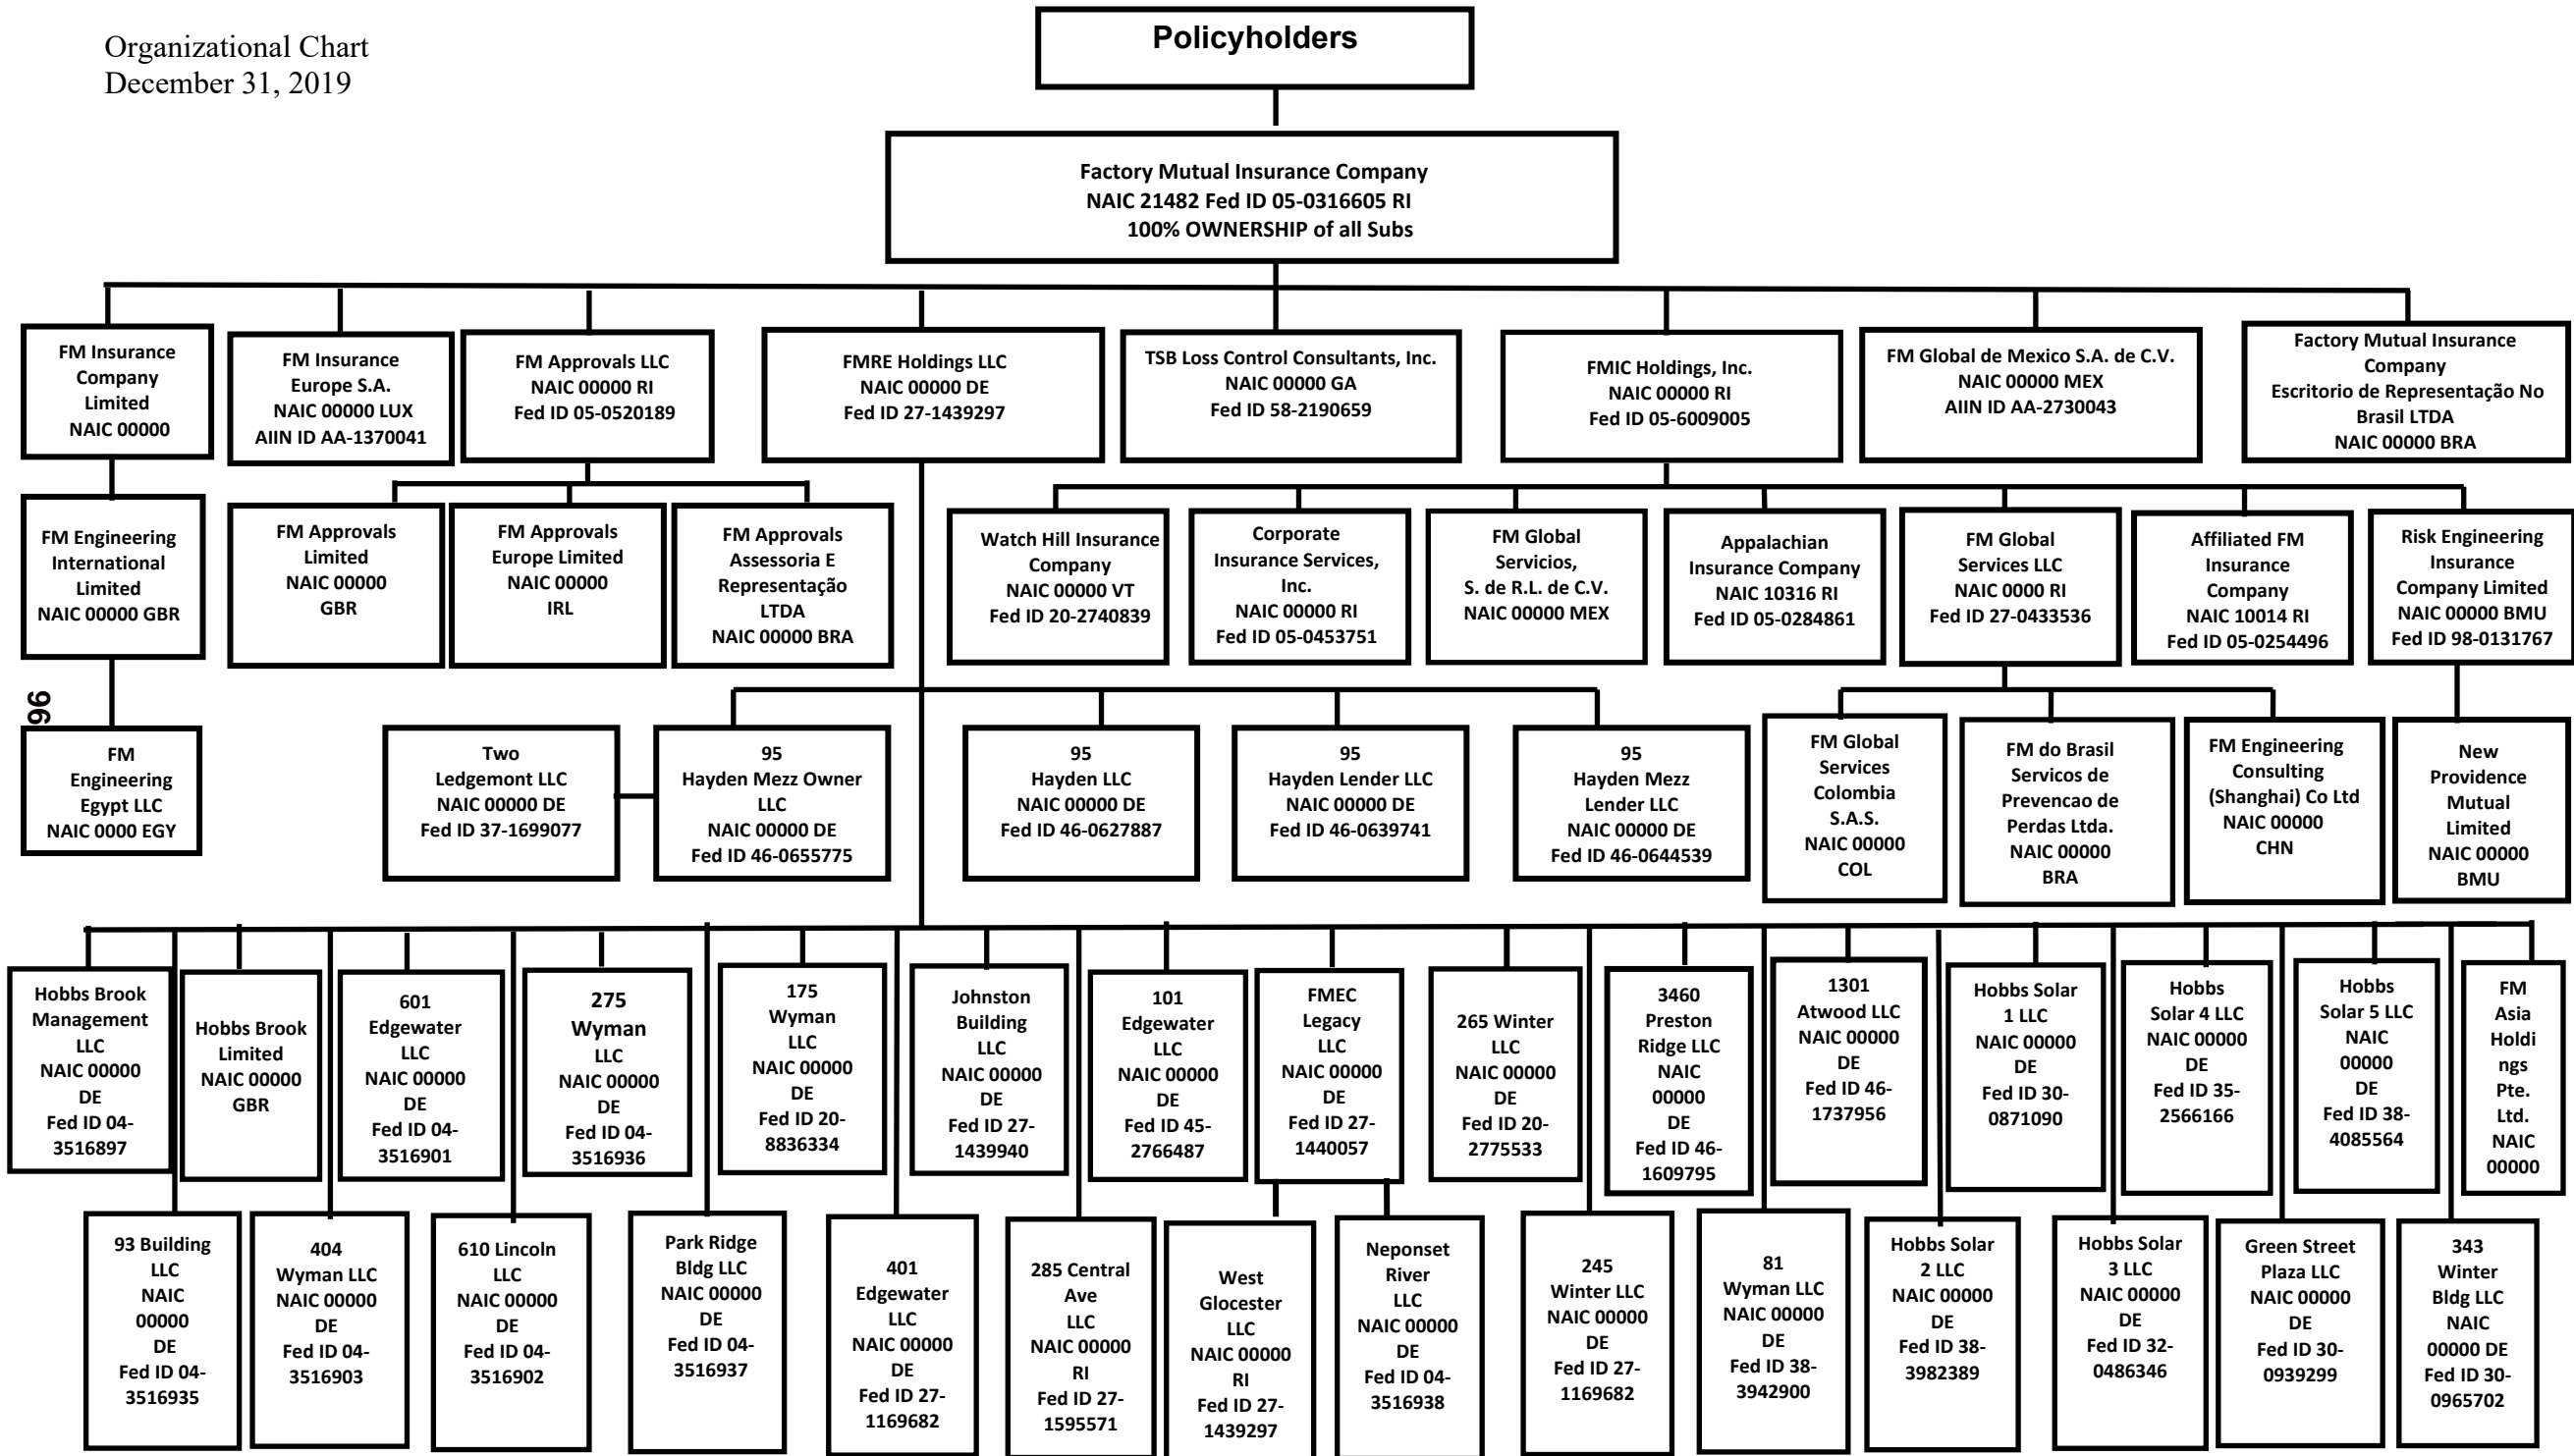 Organizational Chart
December 31, 2019
Policyholders
Factory Mutual Insurance Company
NAIC 21482 Fed ID 05-0316605 RI
100% OWNERSHIP of all Subs
FM Insurance
Company
Limited
NAIC 00000
FM Insurance
Europe S.A.
NAIC 00000 LUX
AIIN ID AA-1370041
FM Approvals LLC
NAIC 00000 RI
Fed ID 05-0520189
FMRE Holdings LLC
NAIC 00000 DE
Fed ID 27-1439297
TSB Loss Control Consultants, Inc.
NAIC 00000 GA
Fed ID 58-2190659
FMIC Holdings, Inc.
NAIC 00000 RI
Fed ID 05-6009005
FM Global de Mexico S.A. de C.V.
NAIC 00000 MEX
AIIN ID AA-2730043
Factory Mutual Insurance
Company
Escritorio de Representação No
Brasil LTDA
NAIC 00000 BRA
FM Engineering
International
Limited
NAIC 00000 GBR
FM Approvals
Limited
NAIC 00000
GBR
FM Approvals
Europe Limited
NAIC 00000
IRL
FM Approvals
Assessoria E
Representação
LTDA
NAIC 00000 BRA
Watch Hill Insurance
Company
NAIC 00000 VT
Fed ID 20-2740839
Corporate
Insurance Services,
Inc.
NAIC 00000 RI
Fed ID 05-0453751
FM Global
Servicios,
S. de R.L. de C.V.
NAIC 00000 MEX
Appalachian
Insurance Company
NAIC 10316 RI
Fed ID 05-0284861
FM Global
Services LLC
NAIC 0000 RI
Fed ID 27-0433536
Affiliated FM
Insurance
Company
NAIC 10014 RI
Fed ID 05-0254496
Risk Engineering
Insurance
Company Limited
NAIC 00000 BMU
Fed ID 98-0131767
96
FM
Engineering
Egypt LLC
NAIC 0000 EGY
Two
Ledgemont LLC
NAIC 00000 DE
Fed ID 37-1699077
95
Hayden Mezz Owner
LLC
NAIC 00000 DE
Fed ID 46-0655775
95
Hayden LLC
NAIC 00000 DE
Fed ID 46-0627887
95
Hayden Lender LLC
NAIC 00000 DE
Fed ID 46-0639741
95
Hayden Mezz
Lender LLC
NAIC 00000 DE
Fed ID 46-0644539
FM Global
Services
Colombia
S.A.S.
NAIC 00000
COL
FM do Brasil
Servicos de
Prevencao de
Perdas Ltda.
NAIC 00000
BRA
FM Engineering
Consulting
(Shanghai) Co Ltd
NAIC 00000
CHN
New
Providence
Mutual
Limited
NAIC 00000
BMU
Hobbs Brook
Management
LLC
NAIC 00000
DE
Fed ID 04-
3516897
Hobbs Brook
Limited
NAIC 00000
GBR
601
Edgewater
LLC
NAIC 00000
DE
Fed ID 04-
3516901
275
Wyman
LLC
NAIC 00000
DE
Fed ID 04-
3516936
175
Wyman
LLC
NAIC 00000
DE
Fed ID 20-
8836334
Johnston
Building
LLC
NAIC 00000
DE
Fed ID 27-
1439940
101
Edgewater
LLC
NAIC 00000
DE
Fed ID 45-
2766487
FMEC
Legacy
LLC
NAIC 00000
DE
Fed ID 27-
1440057
265 Winter
LLC
NAIC 00000
DE
Fed ID 20-
2775533
3460
Preston
Ridge LLC
NAIC
00000
DE
Fed ID 46-
1609795
1301
Atwood LLC
NAIC 00000
DE
Fed ID 46-
1737956
Hobbs Solar
1 LLC
NAIC 00000
DE
Fed ID 30-
0871090
Hobbs
Solar 4 LLC
NAIC 00000
DE
Fed ID 35-
2566166
Hobbs
Solar 5 LLC
NAIC
00000
DE
Fed ID 38-
4085564
FM
Asia
Holdi
ngs
Pte.
Ltd.
NAIC
00000
93 Building
LLC
NAIC
00000
DE
Fed ID 04-
3516935
404
Wyman LLC
NAIC 00000
DE
Fed ID 04-
3516903
610 Lincoln
LLC
NAIC 00000
DE
Fed ID 04-
3516902
Park Ridge
Bldg LLC
NAIC 00000
DE
Fed ID 04-
3516937
401
Edgewater
LLC
NAIC 00000
DE
Fed ID 27-
1169682
285 Central
Ave
LLC
NAIC 00000
RI
Fed ID 27-
1595571
West
Glocester
LLC
NAIC 00000
RI
Fed ID 27-
1439297
Neponset
River
LLC
NAIC 00000
DE
Fed ID 04-
3516938
245
Winter LLC
NAIC 00000
DE
Fed ID 27-
1169682
81
Wyman LLC
NAIC 00000
DE
Fed ID 38-
3942900
Hobbs Solar
2 LLC
NAIC 00000
DE
Fed ID 38-
3982389
Hobbs Solar
3 LLC
NAIC 00000
DE
Fed ID 32-
0486346
Green Street
Plaza LLC
NAIC 00000
DE
Fed ID 30-
0939299
343
Winter
Bldg LLC
NAIC
00000 DE
Fed ID 30-
0965702